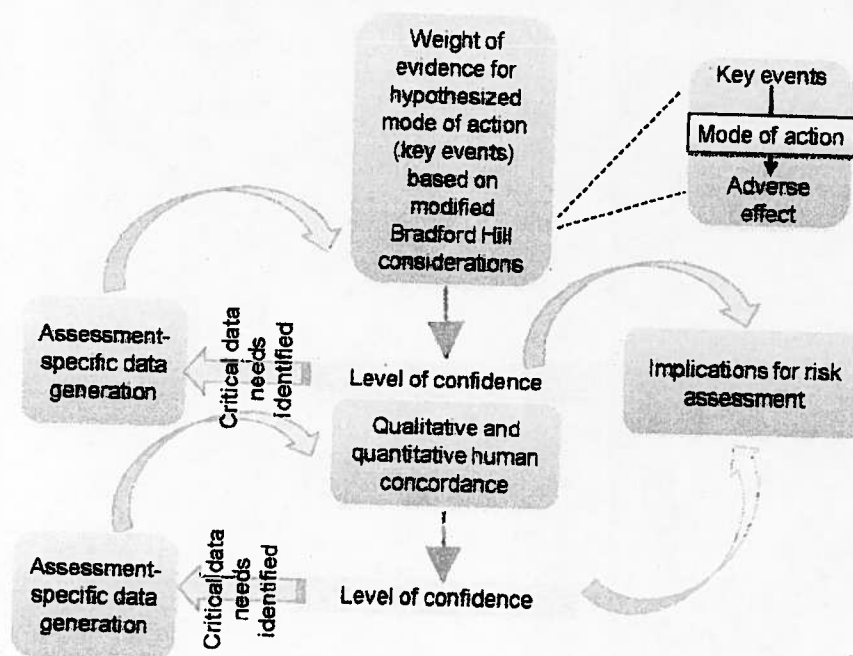 Weight of
evidence for
hypothesized
mode of action
(key events)
based on
modified
Bradford Hill
considerations
Key events
Mode of action
Adverse
effect
Assessment-
specific data
generation
Critical data
needs
identified
Level of confidence
Implications for risk
assessment
Qualitative and
quantitative human
concordance
Assessment-
specific data
generation
Critical data
needs
identified
Level of confidence